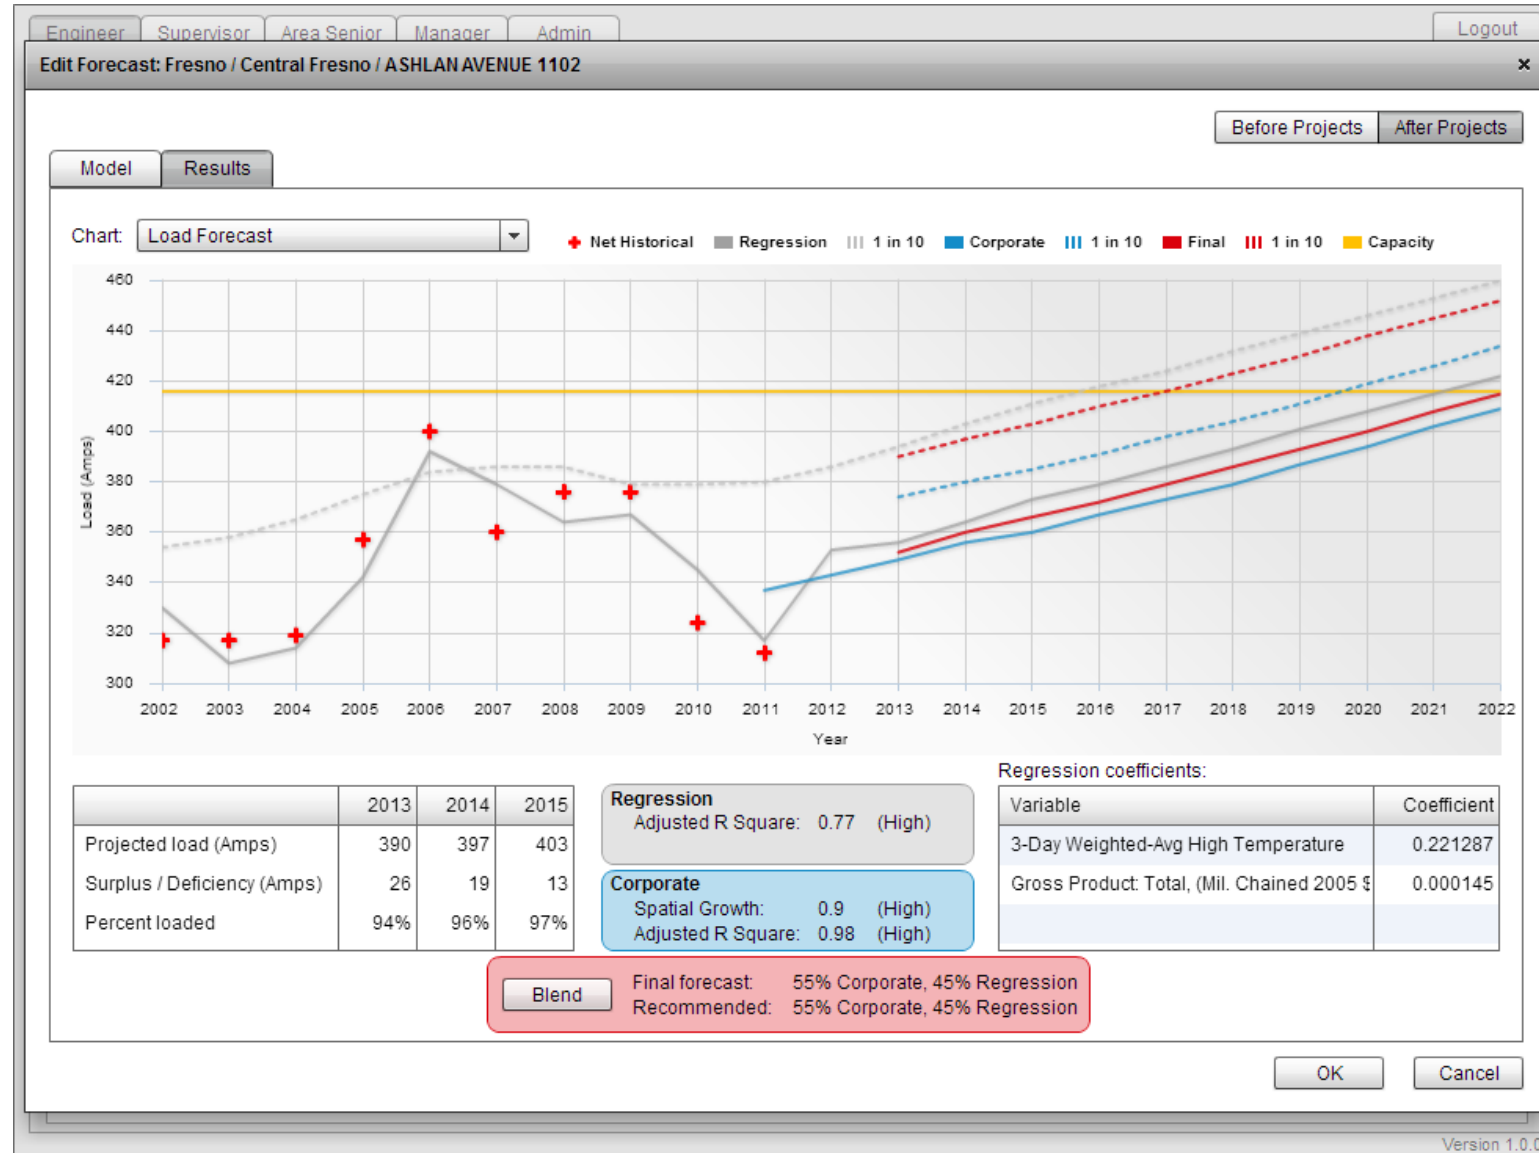 Engineer Supervisor Area Senior Manager Admin Logout
Edit Forecast: Fresno / Central Fresno / ASHLAN AVENUE 1102 ×
Before Projects After Projects
Model Results
Chart: Load Forecast
Net Historical Regression 1 in 10 Corporate 1 in 10 Final 1 in 10 Capacity
460
440
420
400
380
360
340
320
300
Load (Amps)
2002 2003 2004 2005 2006 2007 2008 2009 2010 2011 2012 2013 2014 2015 2016 2017 2018 2019 2020 2021 2022
Year
2013 2014 2015
Projected load (Amps) 390 397 403
Surplus / Deficiency (Amps) 26 19 13
Percent loaded 94% 96% 97%
Regression
Adjusted R Square: 0.77 (High)
Corporate
Spatial Growth: 0.9 (High)
Adjusted R Square: 0.98 (High)
Regression coefficients:
Variable Coefficient
3-Day Weighted-Avg High Temperature 0.221287
Gross Product: Total, (Mil. Chained 2005 $ 0.000145
Blend
Final forecast: 55% Corporate, 45% Regression
Recommended: 55% Corporate, 45% Regression
OK Cancel
Version 1.0.0